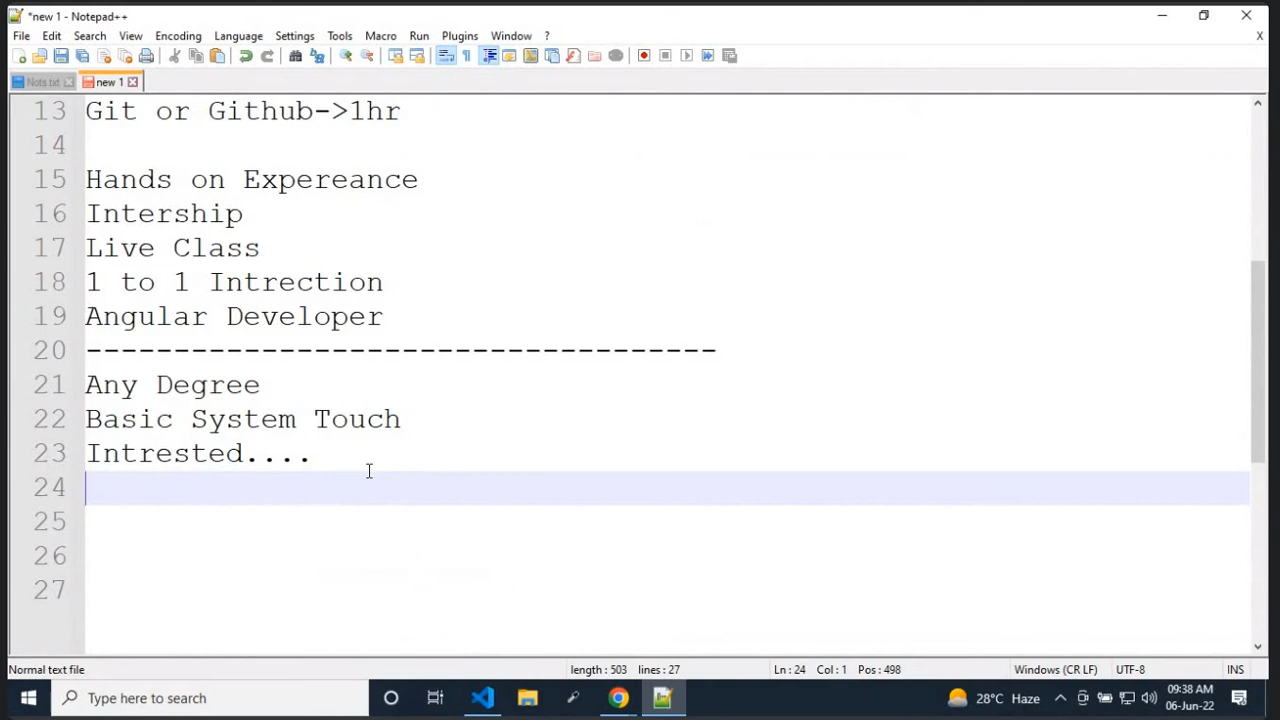 *new 1 - Notepad++
File Edit Search View Encoding Language Settings Tools Macro Run Plugins Window ? X
Nots.txt new 1
13 Git or Github->1hr
14
15 Hands on Expereance
16 Intership
17 Live Class
18 1 to 1 Intrection
19 Angular Developer
20 ------------------------------------
21 Any Degree
22 Basic System Touch
23 Intrested....
24
25
26
27
Normal text file length : 503 lines : 27 Ln : 24 Col : 1 Pos : 498 Windows (CR LF) UTF-8 INS
Type here to search 28°C Haze 09:38 AM
06-Jun-22